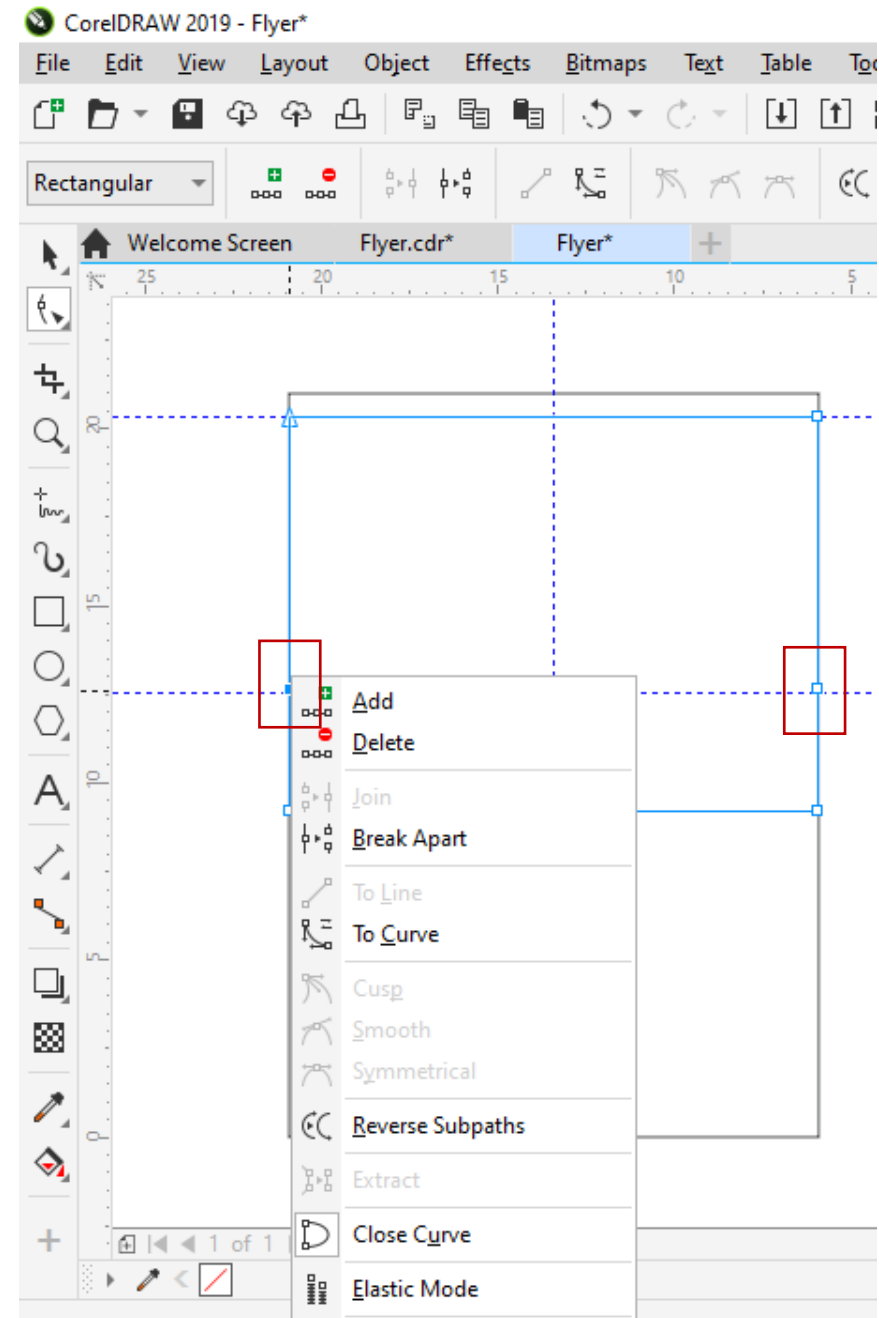 CorelDRAW 2019 - Flyer*
File Edit View Layout Object Effects Bitmaps Text Table Too
Rectangular
Welcome Screen Flyer.cdr* Flyer*
25 20 15 10 5
20
15
Add
Delete
10
Join
Break Apart
To Line
To Curve
5
Cusp
Smooth
Symmetrical
Reverse Subpaths
0
Extract
Close Curve
1 of 1
Elastic Mode